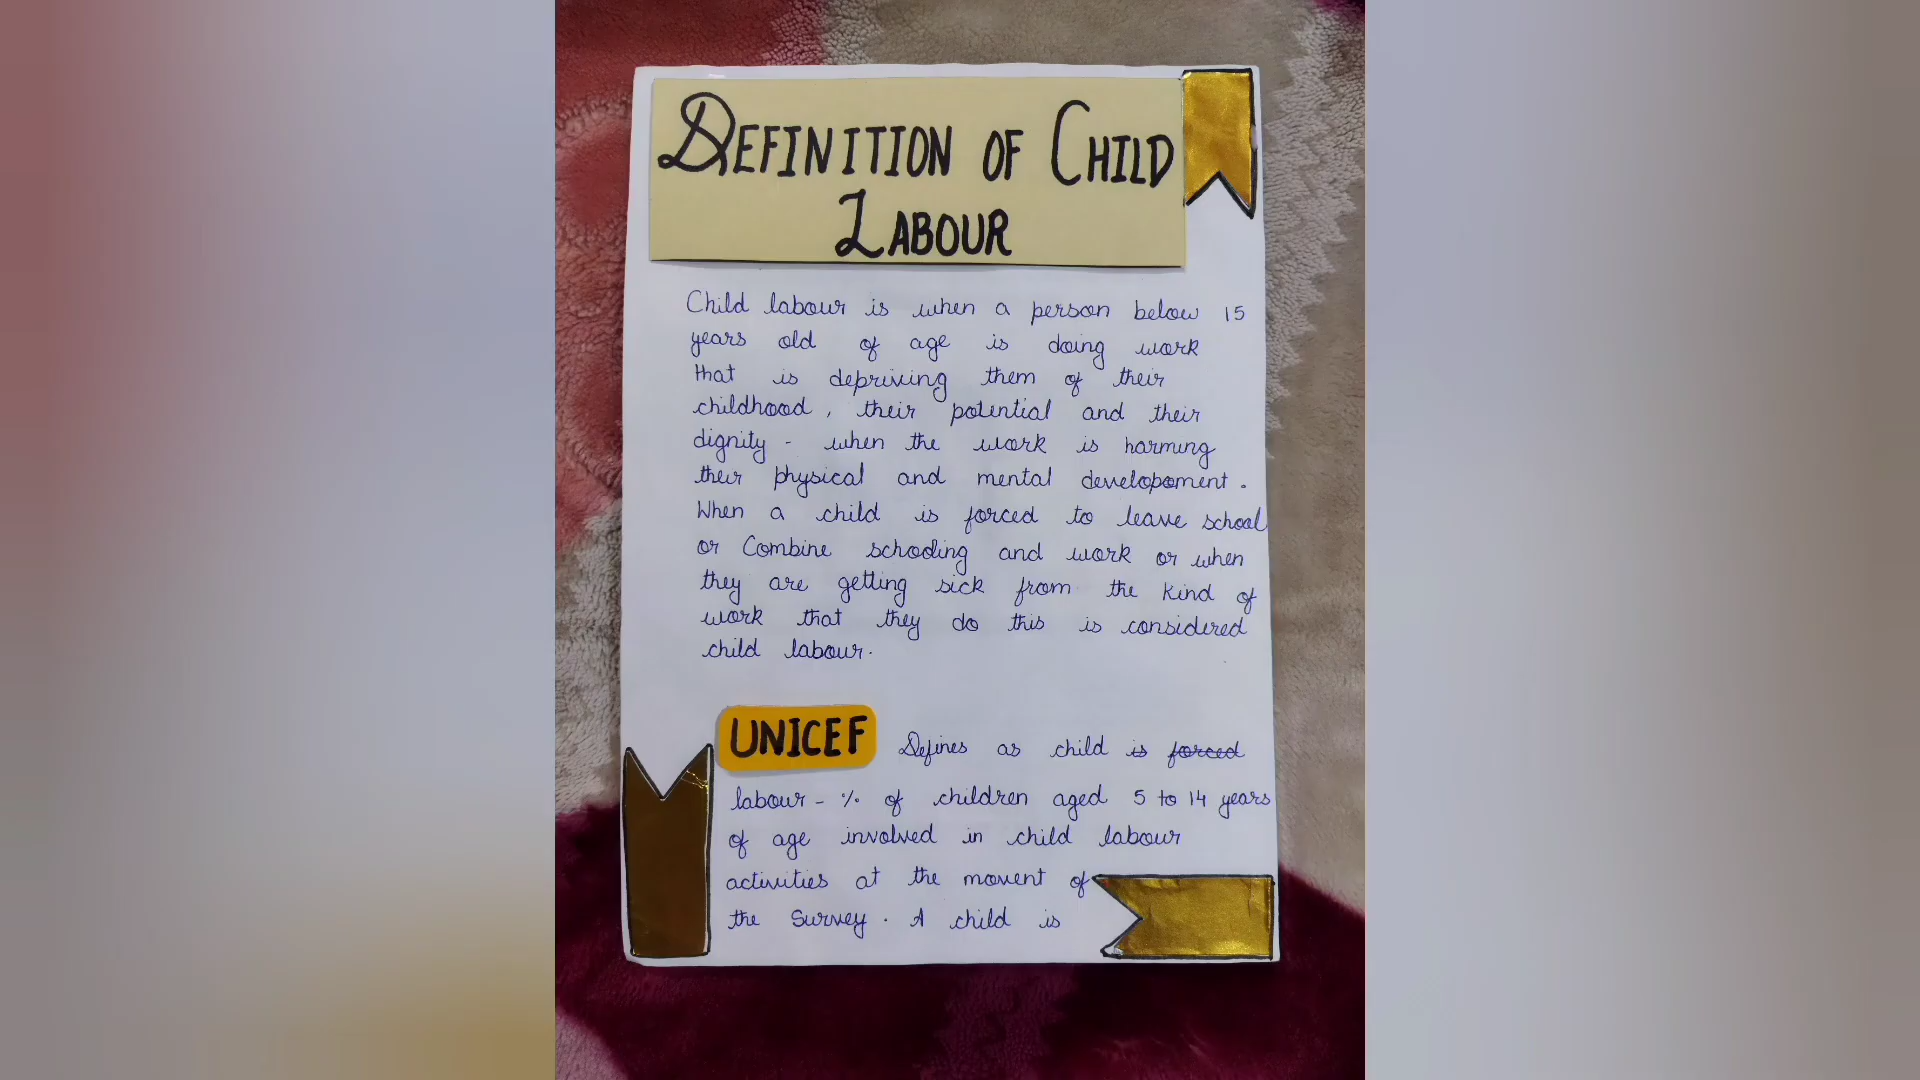 DEFINITION OF CHILD
LABOUR
Child labour is when a person below 15
years old of age is doing work
that is depriving them of their
childhood, their potential and their
dignity - when the work is harming
their physical and mental developement.
When a child is forced to leave school
or Combine schooling and work or when
they are getting sick from the kind of
work that they do this is considered
child labour.
UNICEF Defines as child is forced
labour - % of children aged 5 to 14 years
of age involved in child labour
activities at the moment of
the Survey. A child is